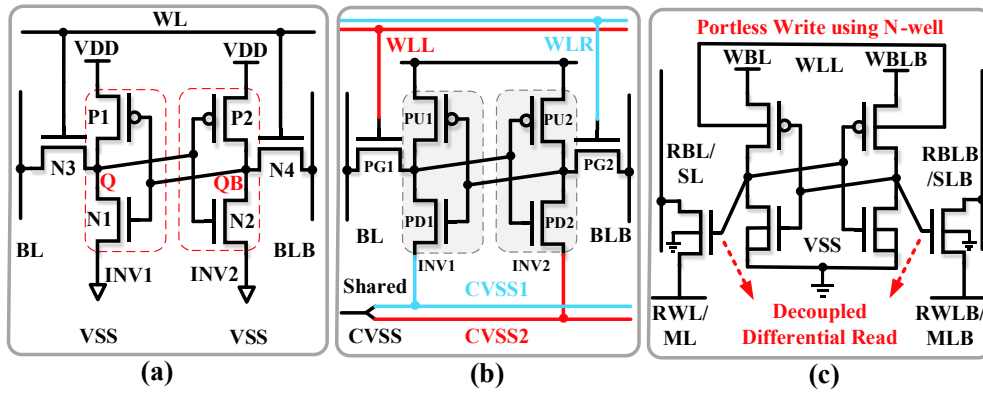 WL
VDD
VDD
P1
P2
N3
Q
QB
N4
N1
N2
BL
INV1
INV2
BLB
VSS
VSS
(a)
WLL
WLR
PU1
PU2
PG1
PG2
PD1
PD2
BL
INV1
INV2
BLB
Shared
CVSS1
CVSS
CVSS2
(b)
Portless Write using N-well
WBL
WLL
WBLB
RBL/
SL
RBLB
/SLB
VSS
RWL/
ML
Decoupled
Differential Read
RWLB/
MLB
(c)